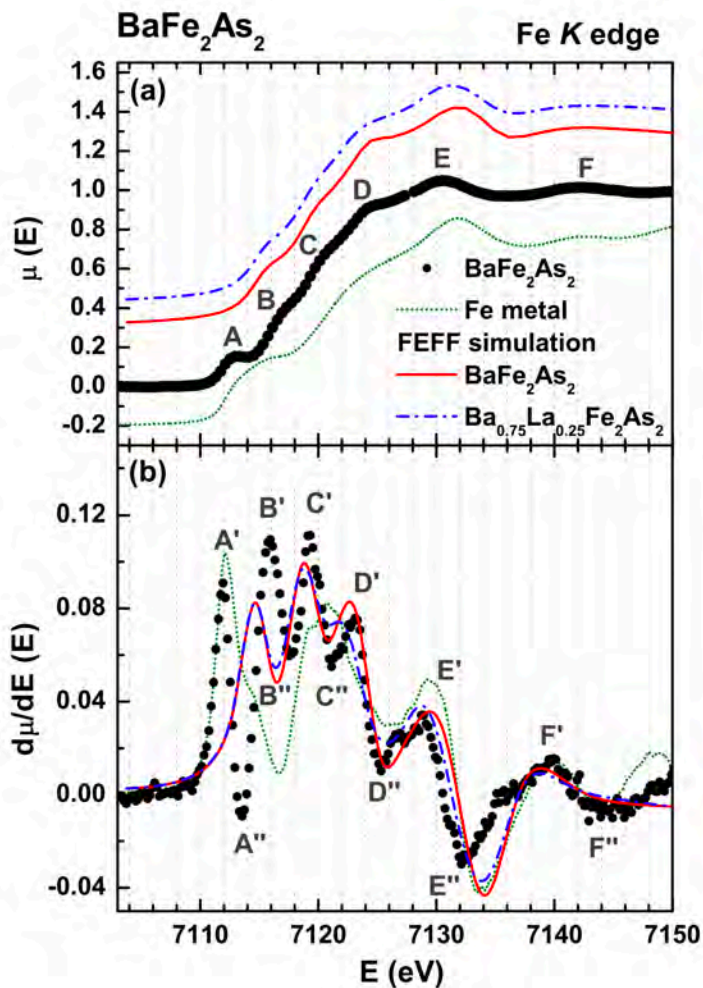 BaFe₂As₂ Fe K edge
(a)
1.6
1.4
1.2
1.0
0.8
0.6
0.4
0.2
0.0
-0.2
μ (E)
A
B
C
D
E
F
BaFe₂As₂
Fe metal
FEFF simulation
BaFe₂As₂
Ba₀.₇₅La₀.₂₅Fe₂As₂
(b)
0.12
0.08
0.04
0.00
-0.04
dμ/dE (E)
A'
B'
C'
D'
B''
C''
E'
D''
F'
A''
E''
F''
7110 7120 7130 7140 7150
E (eV)